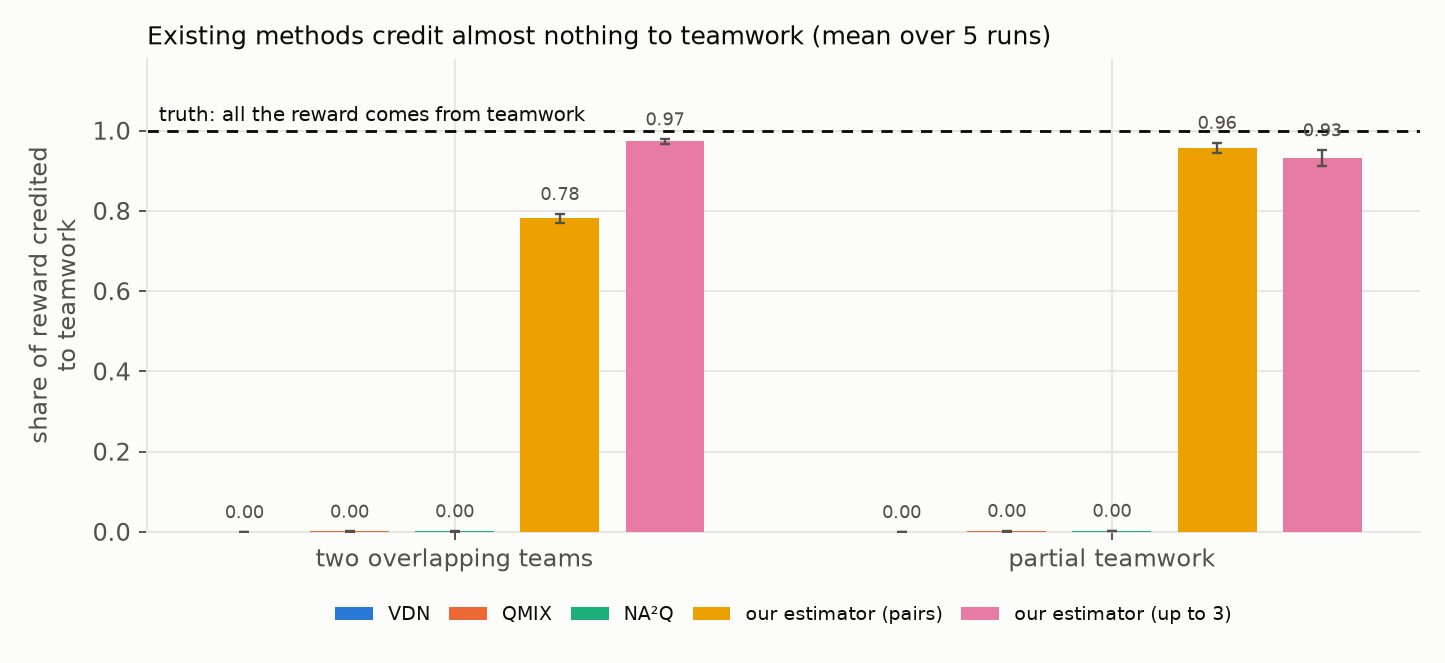 Existing methods credit almost nothing to teamwork (mean over 5 runs)
truth: all the reward comes from teamwork
share of reward credited
to teamwork
1.0
0.8
0.6
0.4
0.2
0.0
0.00
0.00
0.00
0.78
0.97
0.00
0.00
0.00
0.96
0.93
two overlapping teams
partial teamwork
VDN
QMIX
NA²Q
our estimator (pairs)
our estimator (up to 3)